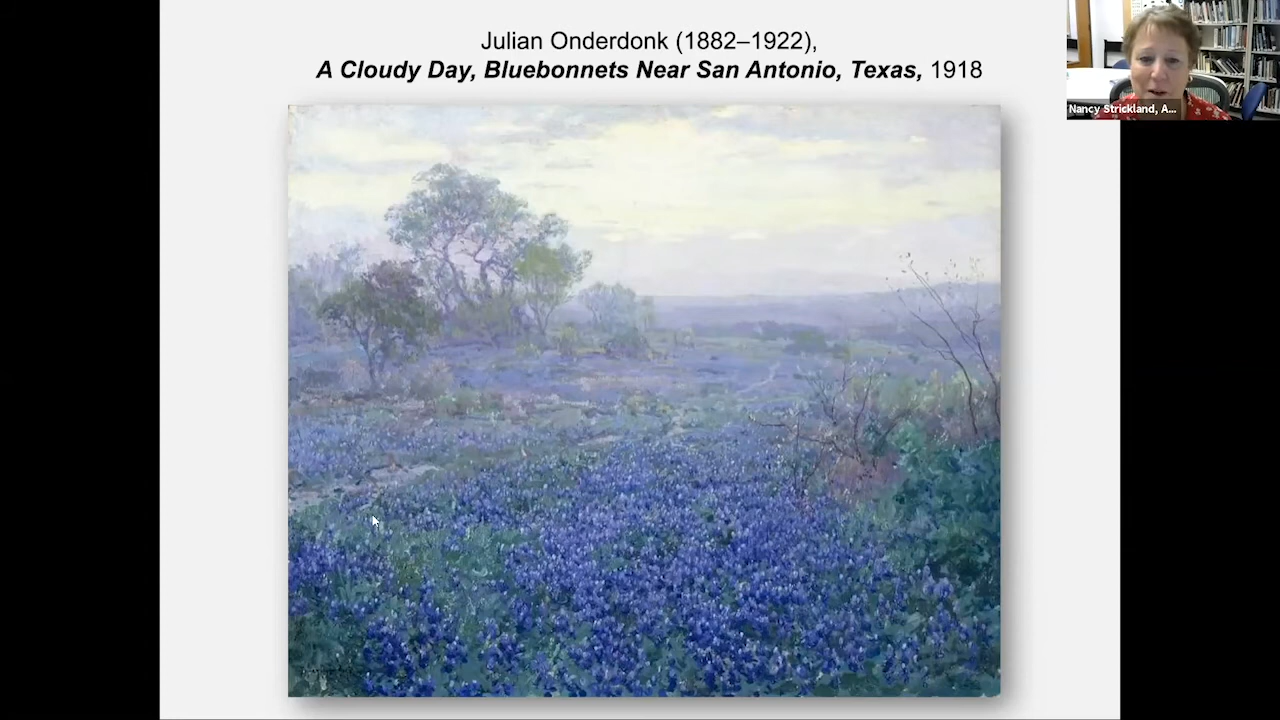 Julian Onderdonk (1882–1922),
A Cloudy Day, Bluebonnets Near San Antonio, Texas, 1918
Nancy Strickland, A...